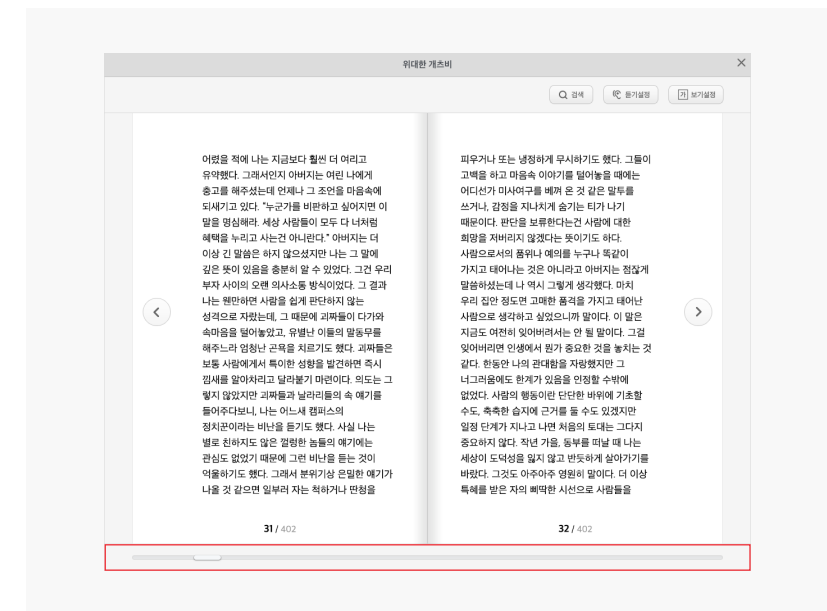 위대한 개츠비
검색
듣기설정
가 보기설정
어렸을 적에 나는 지금보다 훨씬 더 여리고
유약했다. 그래서인지 아버지는 여린 나에게
충고를 해주셨는데 언제나 그 조언을 마음속에
되새기고 있다. "누군가를 비판하고 싶어지면 이
말을 명심해라. 세상 사람들이 모두 다 너처럼
혜택을 누리고 사는건 아니란다." 아버지는 더
이상 긴 말씀은 하지 않으셨지만 나는 그 말에
깊은 뜻이 있음을 충분히 알 수 있었다. 그건 우리
부자 사이의 오랜 의사소통 방식이었다. 그 결과
나는 웬만하면 사람을 쉽게 판단하지 않는
성격으로 자랐는데, 그 때문에 괴짜들이 다가와
속마음을 털어놓았고, 유별난 이들의 말동무를
해주느라 엄청난 곤욕을 치르기도 했다. 괴짜들은
보통 사람에게서 특이한 성향을 발견하면 즉시
낌새를 알아차리고 달라붙기 마련이다. 의도는 그
렇지 않았지만 괴짜들과 날라리들의 속 얘기를
들어주다보니, 나는 어느새 캠퍼스의
정치꾼이라는 비난을 듣기도 했다. 사실 나는
별로 친하지도 않은 껄렁한 놈들의 얘기에는
관심도 없었기 때문에 그런 비난을 듣는 것이
억울하기도 했다. 그래서 분위기상 은밀한 얘기가
나올 것 같으면 일부러 자는 척하거나 딴청을
31 / 402
피우거나 또는 냉정하게 무시하기도 했다. 그들이
고백을 하고 마음속 이야기를 털어놓을 때에는
어디선가 미사여구를 베껴 온 것 같은 말투를
쓰거나, 감정을 지나치게 숨기는 티가 나기
때문이다. 판단을 보류한다는건 사람에 대한
희망을 저버리지 않겠다는 뜻이기도 하다.
사람으로서의 품위나 예의를 누구나 똑같이
가지고 태어나는 것은 아니라고 아버지는 점잖게
말씀하셨는데 나 역시 그렇게 생각했다. 마치
우리 집안 정도면 고매한 품격을 가지고 태어난
사람으로 생각하고 싶었으니까 말이다. 이 말은
지금도 여전히 잊어버려서는 안 될 말이다. 그걸
잊어버리면 인생에서 뭔가 중요한 것을 놓치는 것
같다. 한동안 나의 관대함을 자랑했지만 그
너그러움에도 한계가 있음을 인정할 수밖에
없었다. 사람의 행동이란 단단한 바위에 기초할
수도, 축축한 습지에 근거를 둘 수도 있겠지만
일정 단계가 지나고 나면 처음의 토대는 그다지
중요하지 않다. 작년 가을, 동부를 떠날 때 나는
세상이 도덕성을 잃지 않고 반듯하게 살아가기를
바랐다. 그것도 아주아주 영원히 말이다. 더 이상
특혜를 받은 자의 삐딱한 시선으로 사람들을
32 / 402